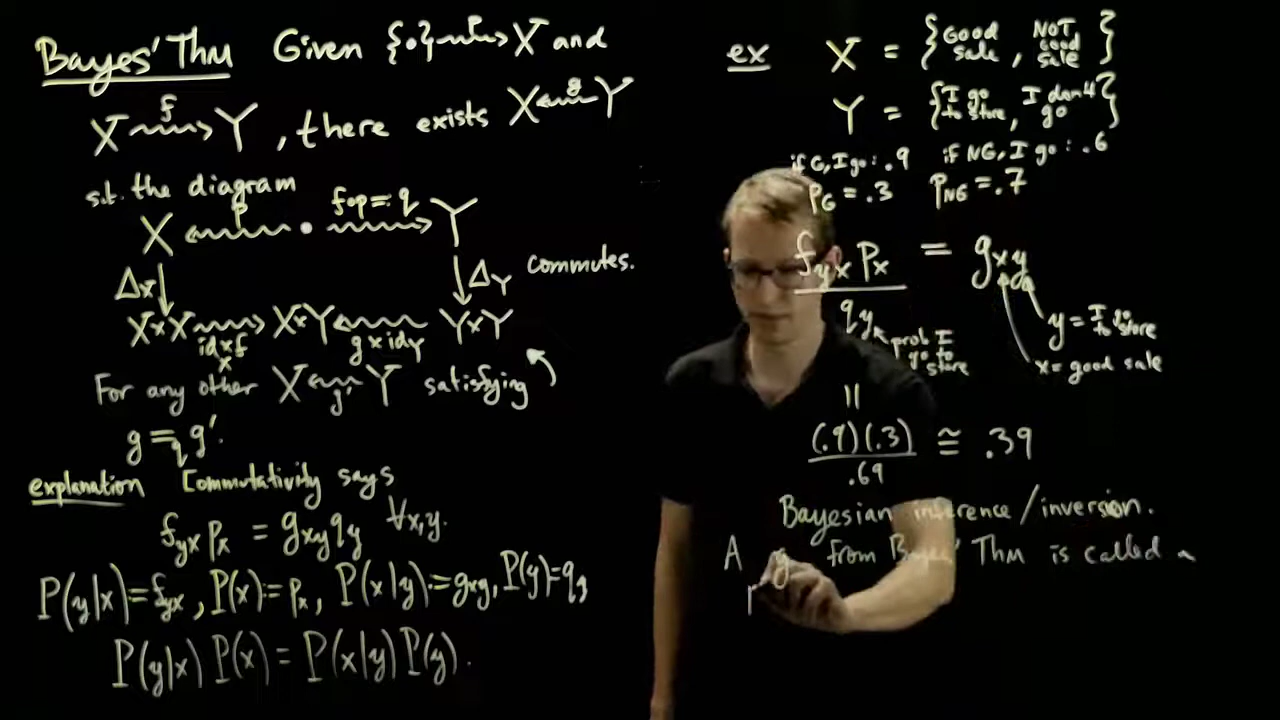 Bayes' Thm Given {•} p X and
X f Y , there exists X g Y
s.t. the diagram
X p • f∘p=:q Y
Δx Δy commutes.
X×X id×f X×Y g×idy Y×Y
X
For any other X g' Y satisfying
g =q g'.
explanation Commutativity says
fyx px = gxy qy ∀x,y.
P(y|x):=fyx, P(x):=px, P(x|y):=gxy, P(y):=qy
P(y|x)P(x) = P(x|y)P(y).
ex X = {Good sale, NOT good sale}
Y = {I go to store, I don't go}
if G, I go: .9 if NG, I go: .6
pG = .3 pNG = .7
fyx px / qy = gxy
prob I go to store
y = I → store
x = good sale
=
(.9)(.3) / .69 ≅ .39
Bayesian inference/inversion.
A g from Bayes' Thm is called a